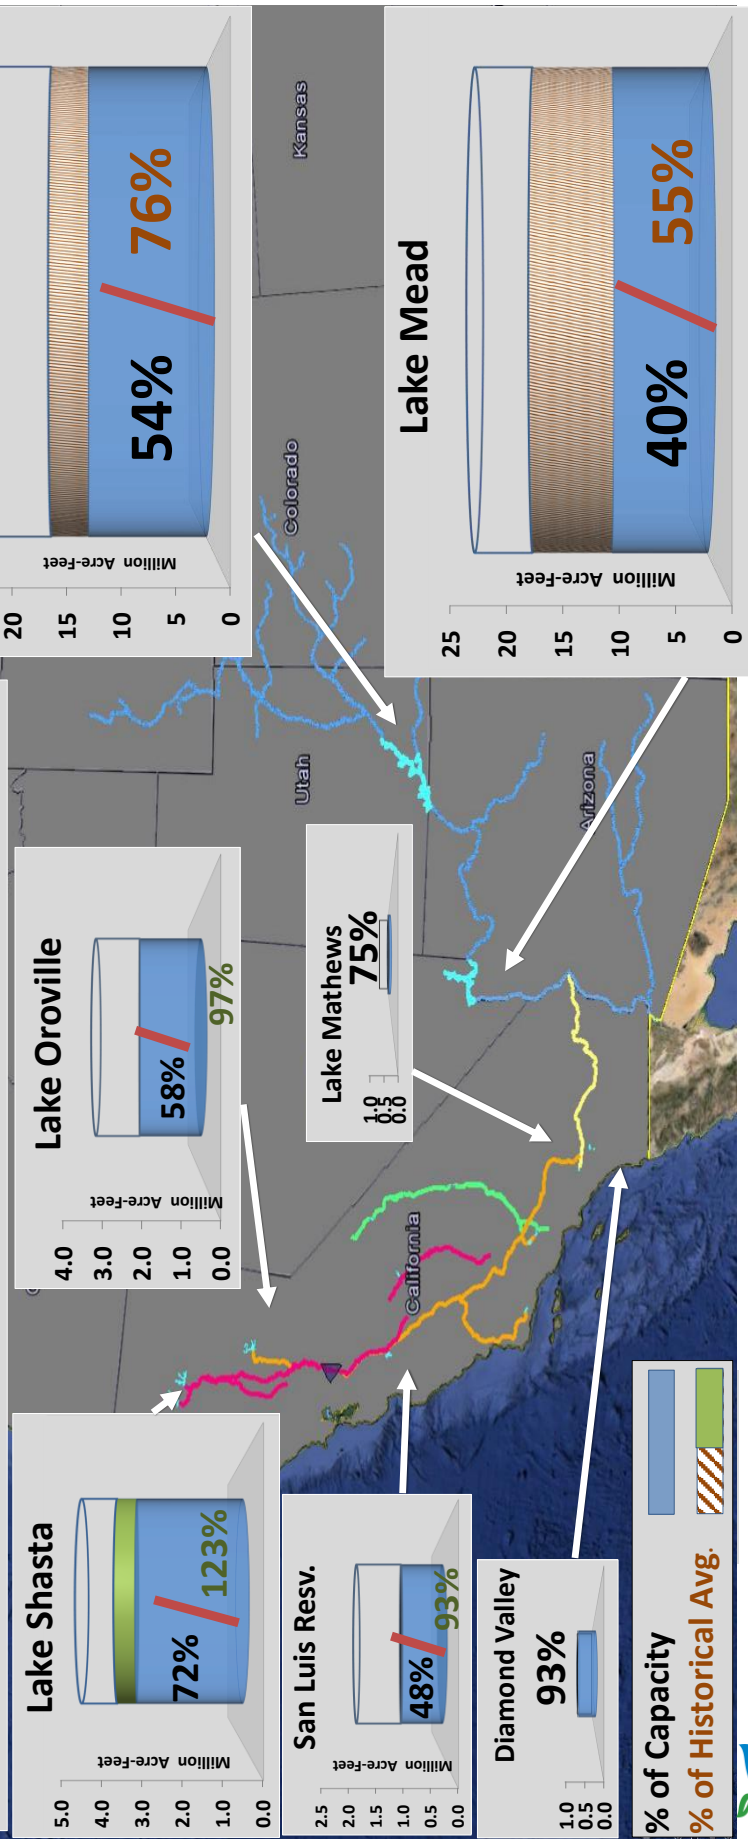 Lake Shasta
Million Acre-Feet
5.0
4.0
3.0
2.0
1.0
0.0
72%
123%
Lake Oroville
Million Acre-Feet
4.0
3.0
2.0
1.0
0.0
58%
97%
20
15
10
5
0
Million Acre-Feet
54%
76%
San Luis Resv.
Million Acre-Feet
2.5
2.0
1.5
1.0
0.5
0.0
48%
93%
Lake Mathews
75%
1.0
0.5
0.0
Diamond Valley
93%
1.0
0.5
0.0
Lake Mead
Million Acre-Feet
25
20
15
10
5
0
40%
55%
California
Utah
Colorado
Kansas
Arizona
% of Capacity
% of Historical Avg.